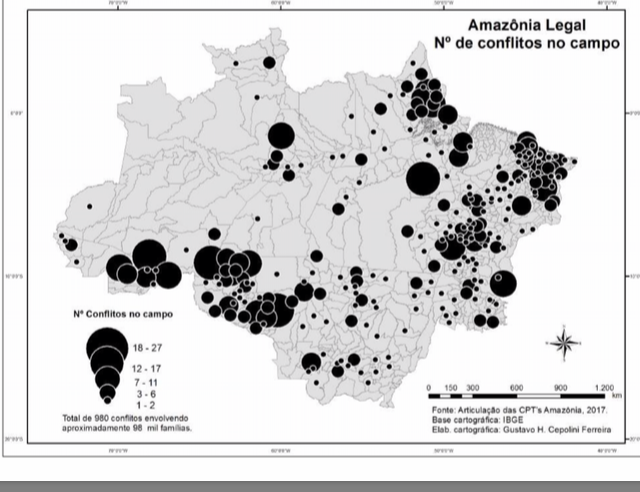 Amazônia Legal
Nº de conflitos no campo
Nº Conflitos no campo
18 - 27
12 - 17
7 - 11
3 - 6
1 - 2
Total de 980 conflitos envolvendo
aproximadamente 98 mil famílias.
0 150 300 600 900 1.200
km
Fonte: Articulação das CPT's Amazônia, 2017.
Base cartográfica: IBGE
Elab. cartográfica: Gustavo H. Cepolini Ferreira